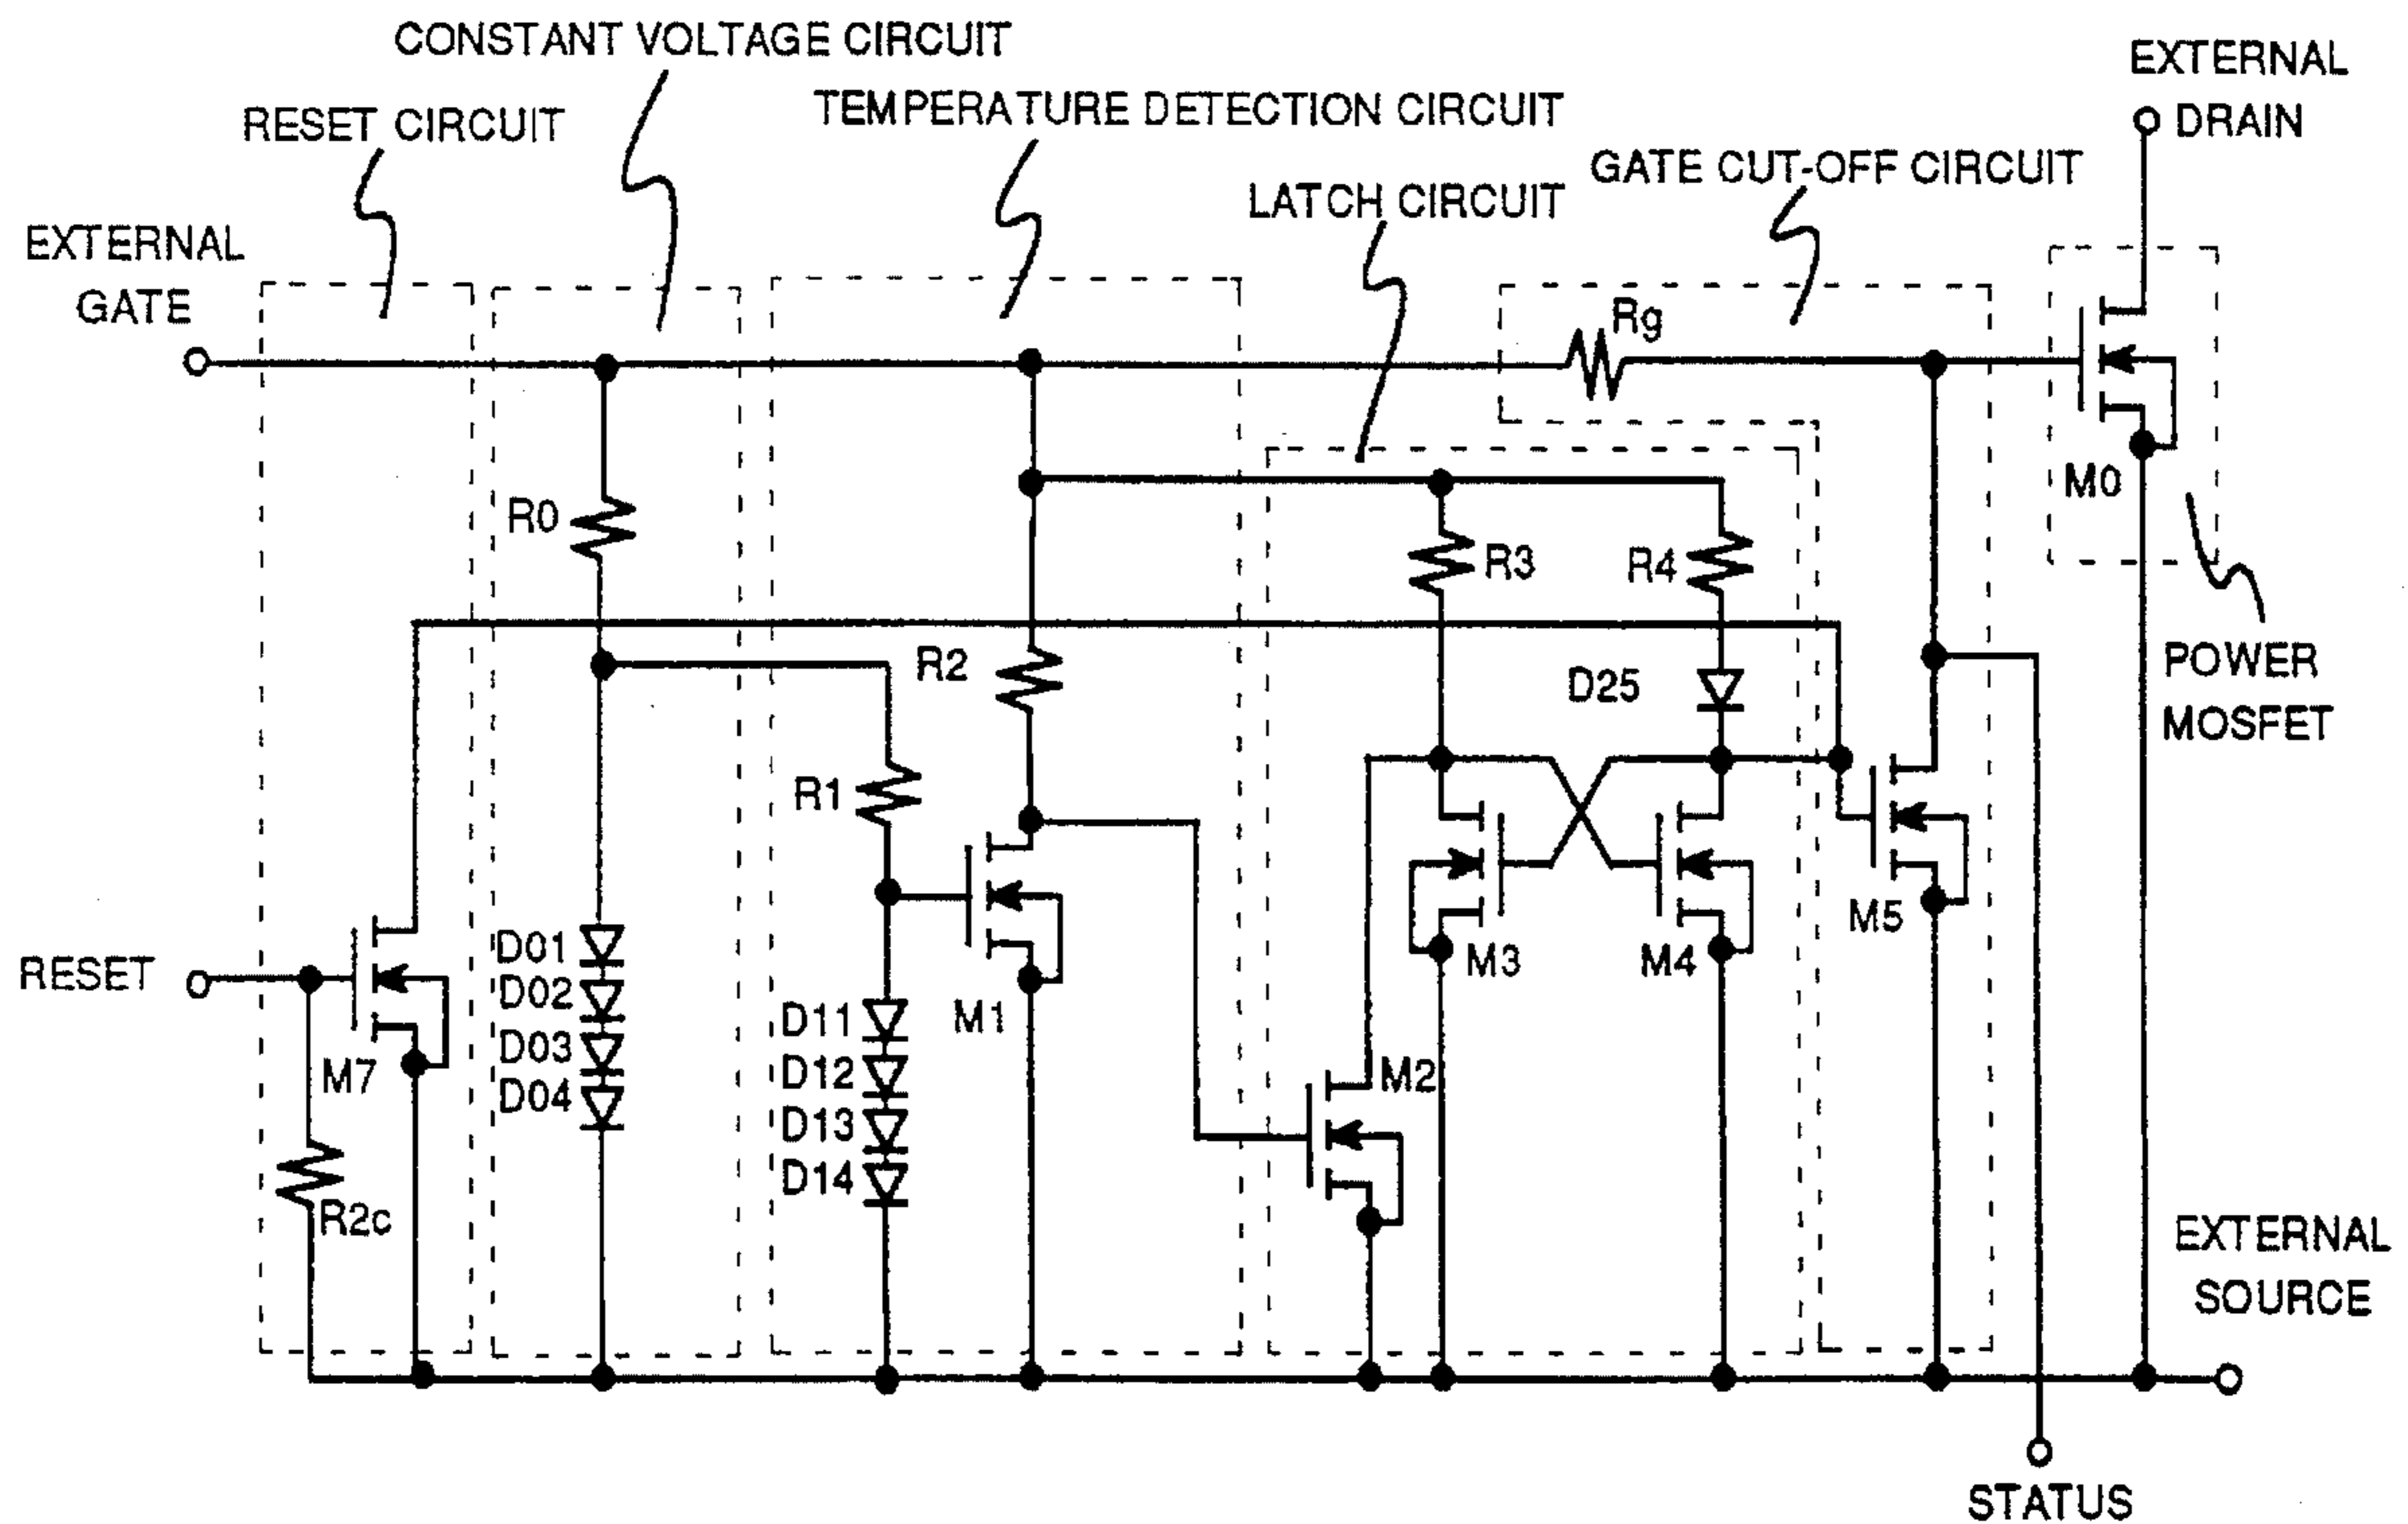 CONSTANT VOLTAGE CIRCUIT
EXTERNAL
DRAIN
TEMPERATURE DETECTION CIRCUIT
RESET CIRCUIT
GATE CUT-OFF CIRCUIT
LATCH CIRCUIT
EXTERNAL
GATE
Rg
M0
R0
R3
R4
R2
D25
POWER
MOSFET
R1
M5
D01
M3
M4
RESET
D02
M1
D11
D03
M7
D12
M2
D04
D13
D14
R2c
EXTERNAL
SOURCE
STATUS